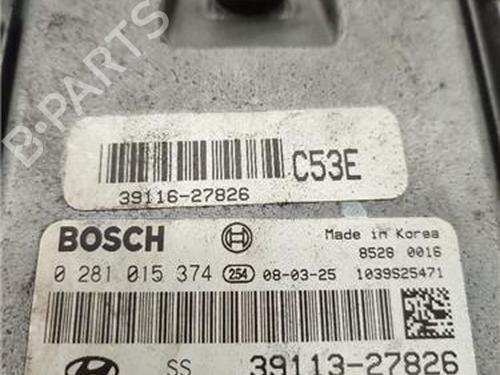 B-PARTS
C53E
39116-27826
BOSCH
Made in Korea
8526 0016
0 281 015 374 254 08-03-25 1039S25471
SS 39113-27826